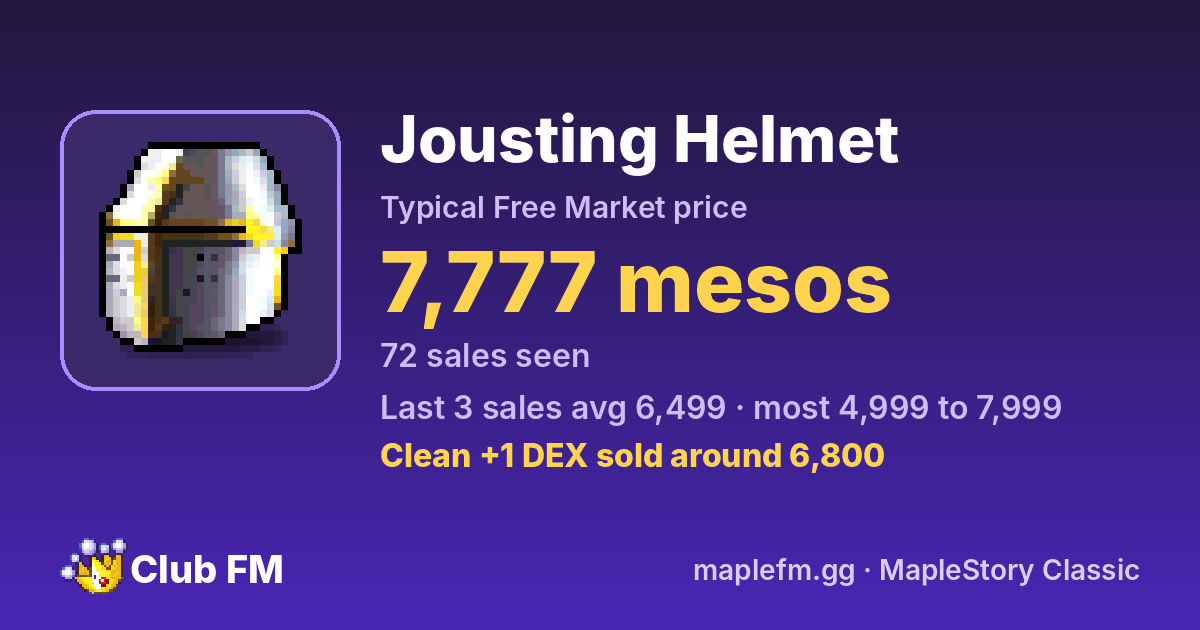 Jousting Helmet
Typical Free Market price
7,777 mesos
72 sales seen
Last 3 sales avg 6,499 · most 4,999 to 7,999
Clean +1 DEX sold around 6,800
Club FM
maplefm.gg · MapleStory Classic